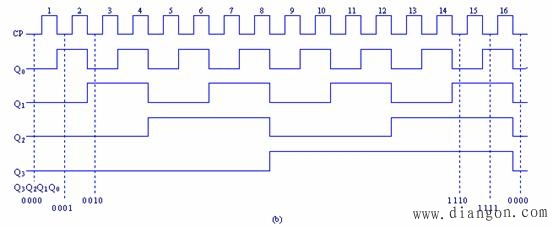 1 2 3 4 5 6 7 8 9 10 11 12 13 14 15 16
CP
Q0
Q1
Q2
Q3
Q3Q2Q1Q0
0000 0001 0010 1110 1111 0000
(b)
www.diangon.com